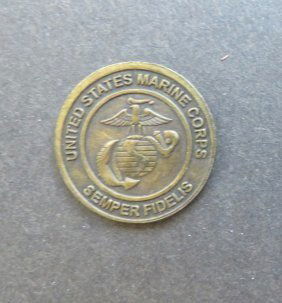 UNITED STATES MARINE CORPS
SEMPER FIDELIS